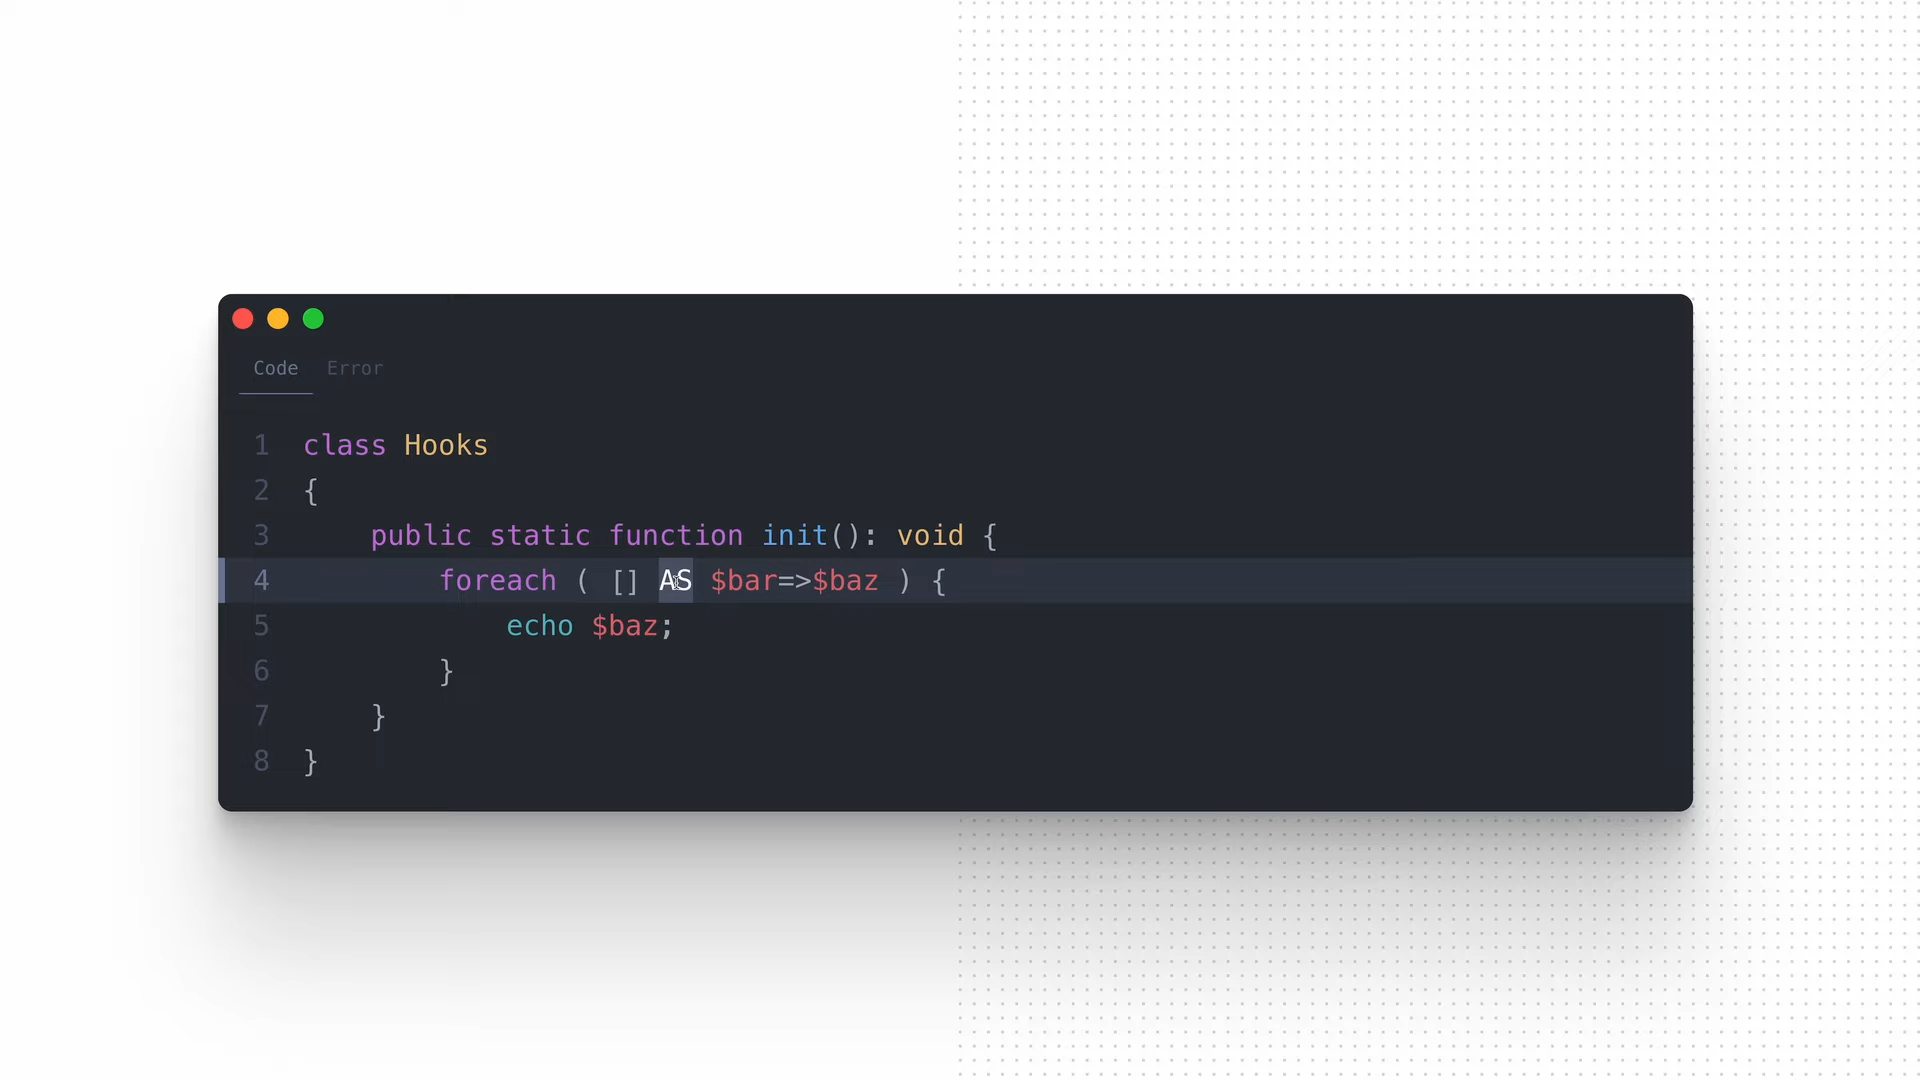 Code Error
1 class Hooks
2 {
3 public static function init(): void {
4 foreach ( [] AS $bar=>$baz ) {
5 echo $baz;
6 }
7 }
8 }